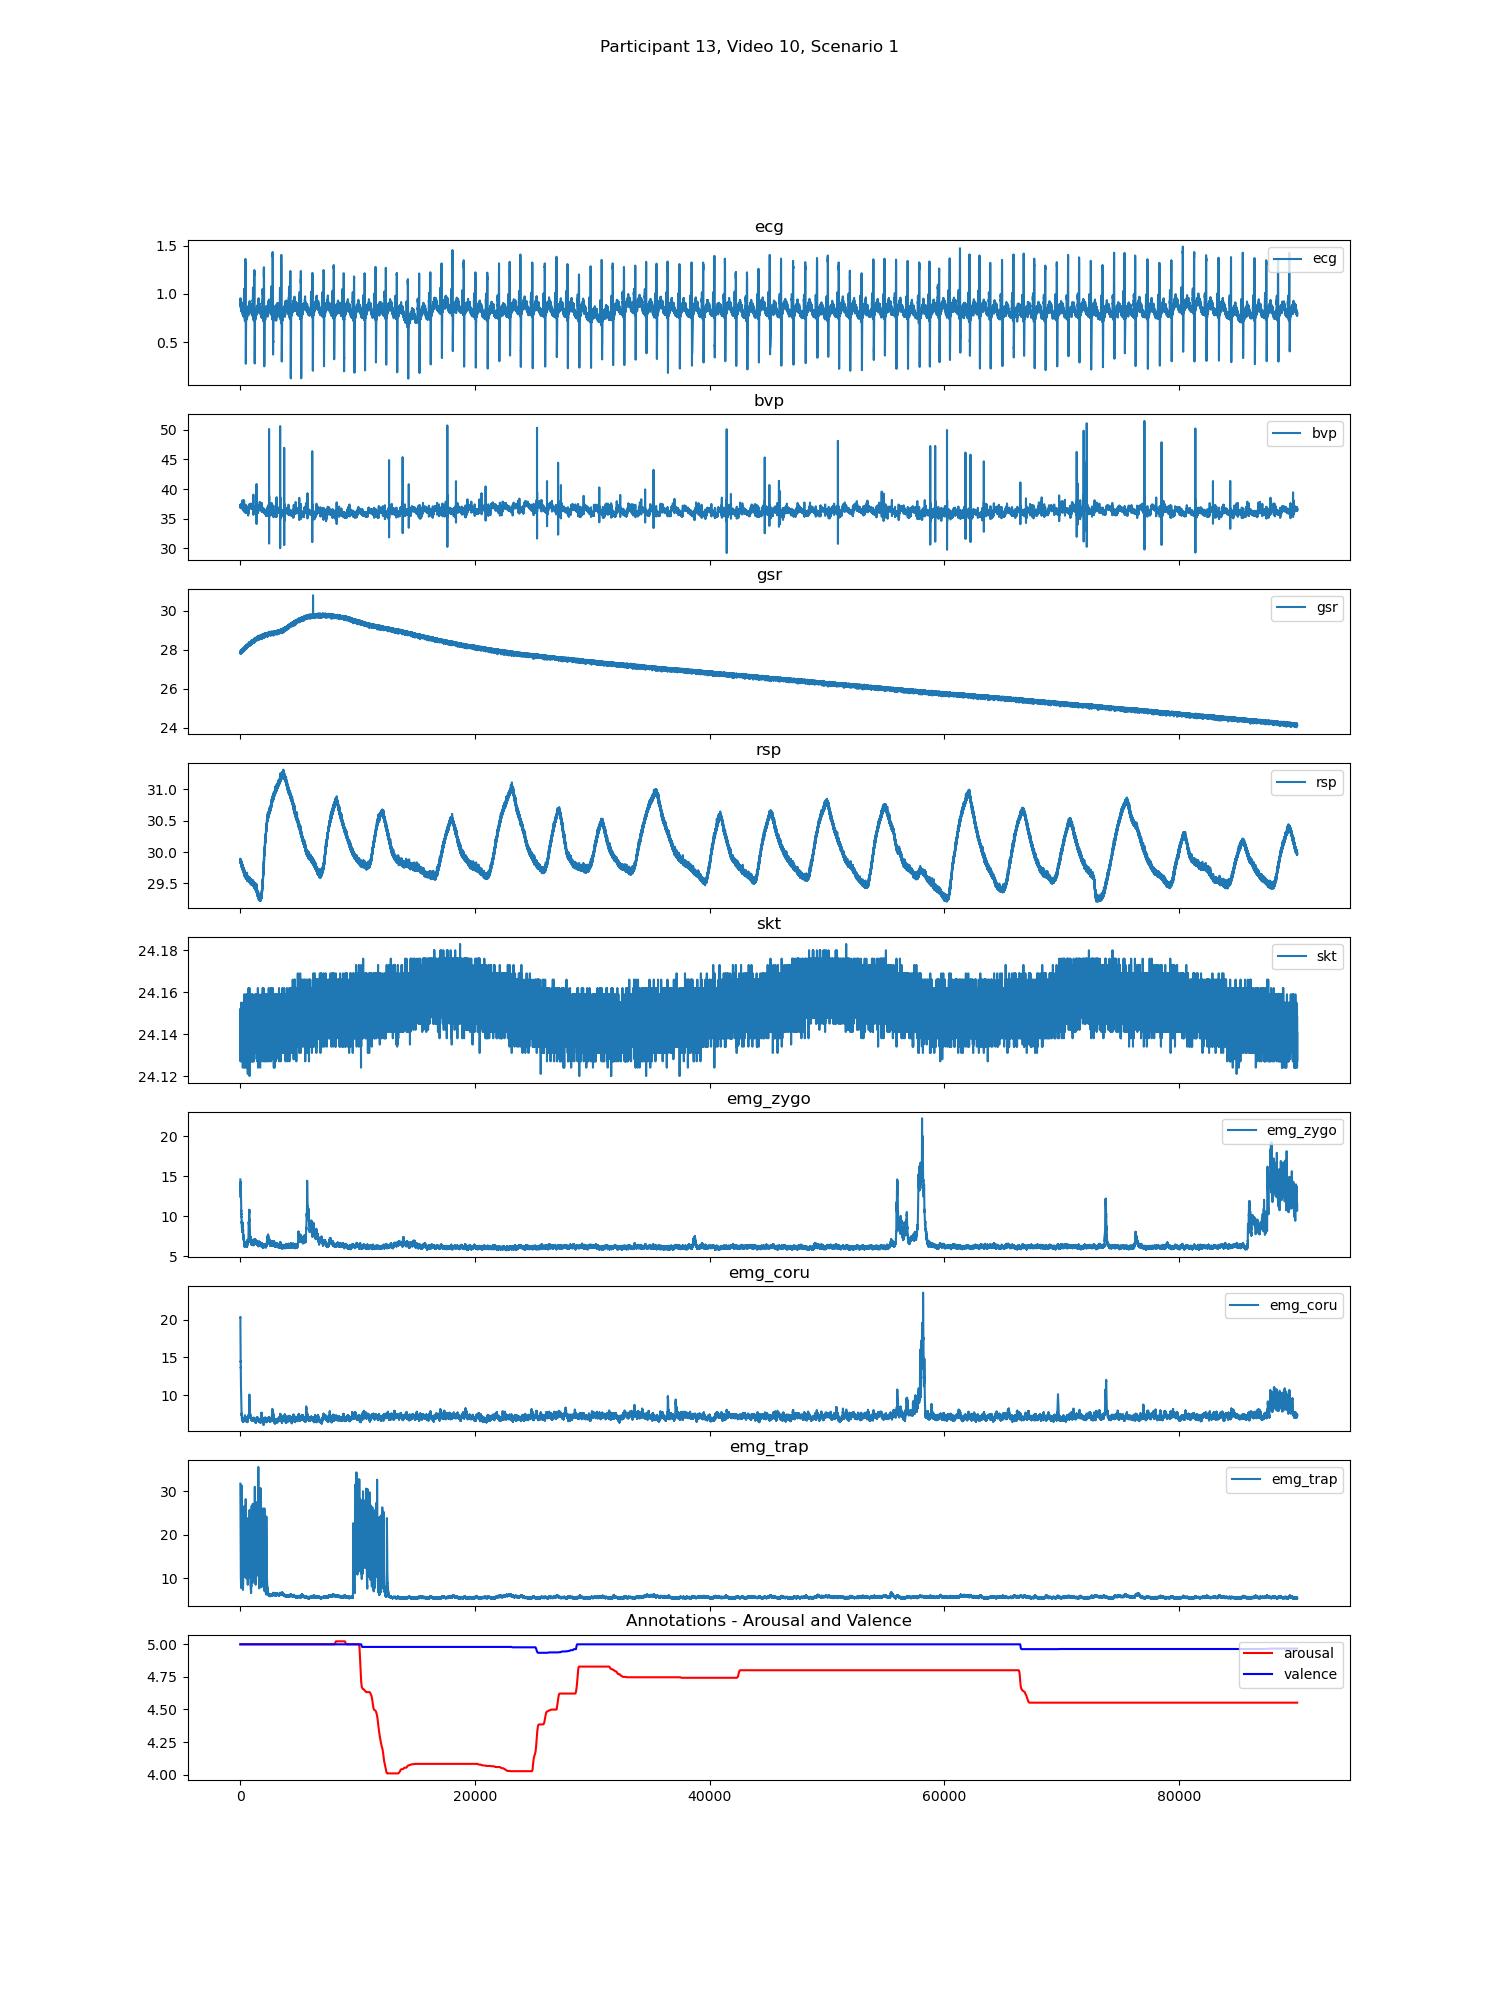 Participant 13, Video 10, Scenario 1
ecg
1.5
1.0
0.5
ecg
bvp
50
45
40
35
30
bvp
gsr
30
28
26
24
gsr
rsp
31.0
30.5
30.0
29.5
rsp
skt
24.18
24.16
24.14
24.12
skt
emg_zygo
20
15
10
5
emg_zygo
emg_coru
20
10
emg_coru
emg_trap
30
20
10
emg_trap
Annotations - Arousal and Valence
5.00
4.75
4.50
4.25
4.00
arousal
valence
0 20000 40000 60000 80000